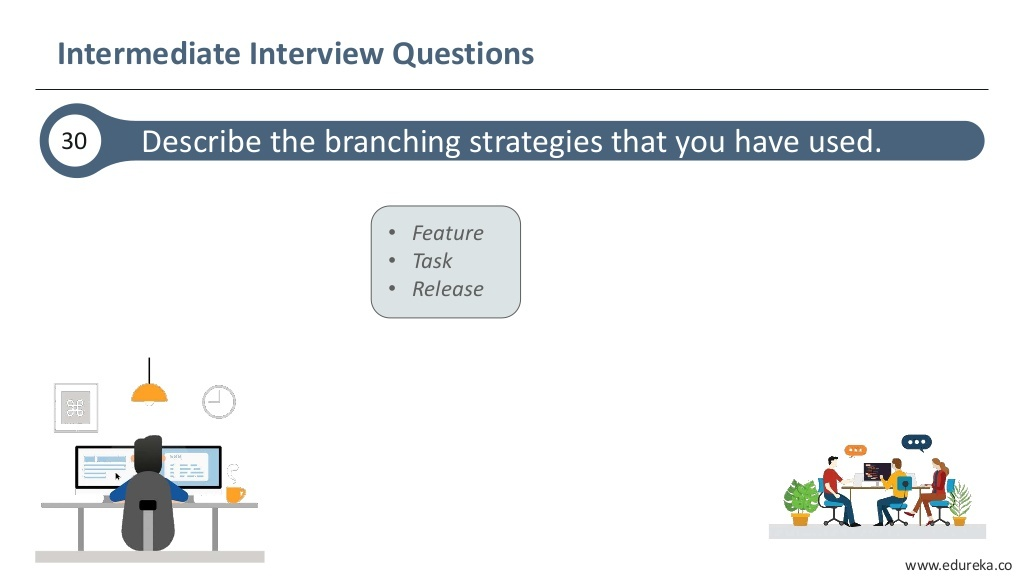 Intermediate Interview Questions
30
Describe the branching strategies that you have used.
• Feature
• Task
• Release
www.edureka.co